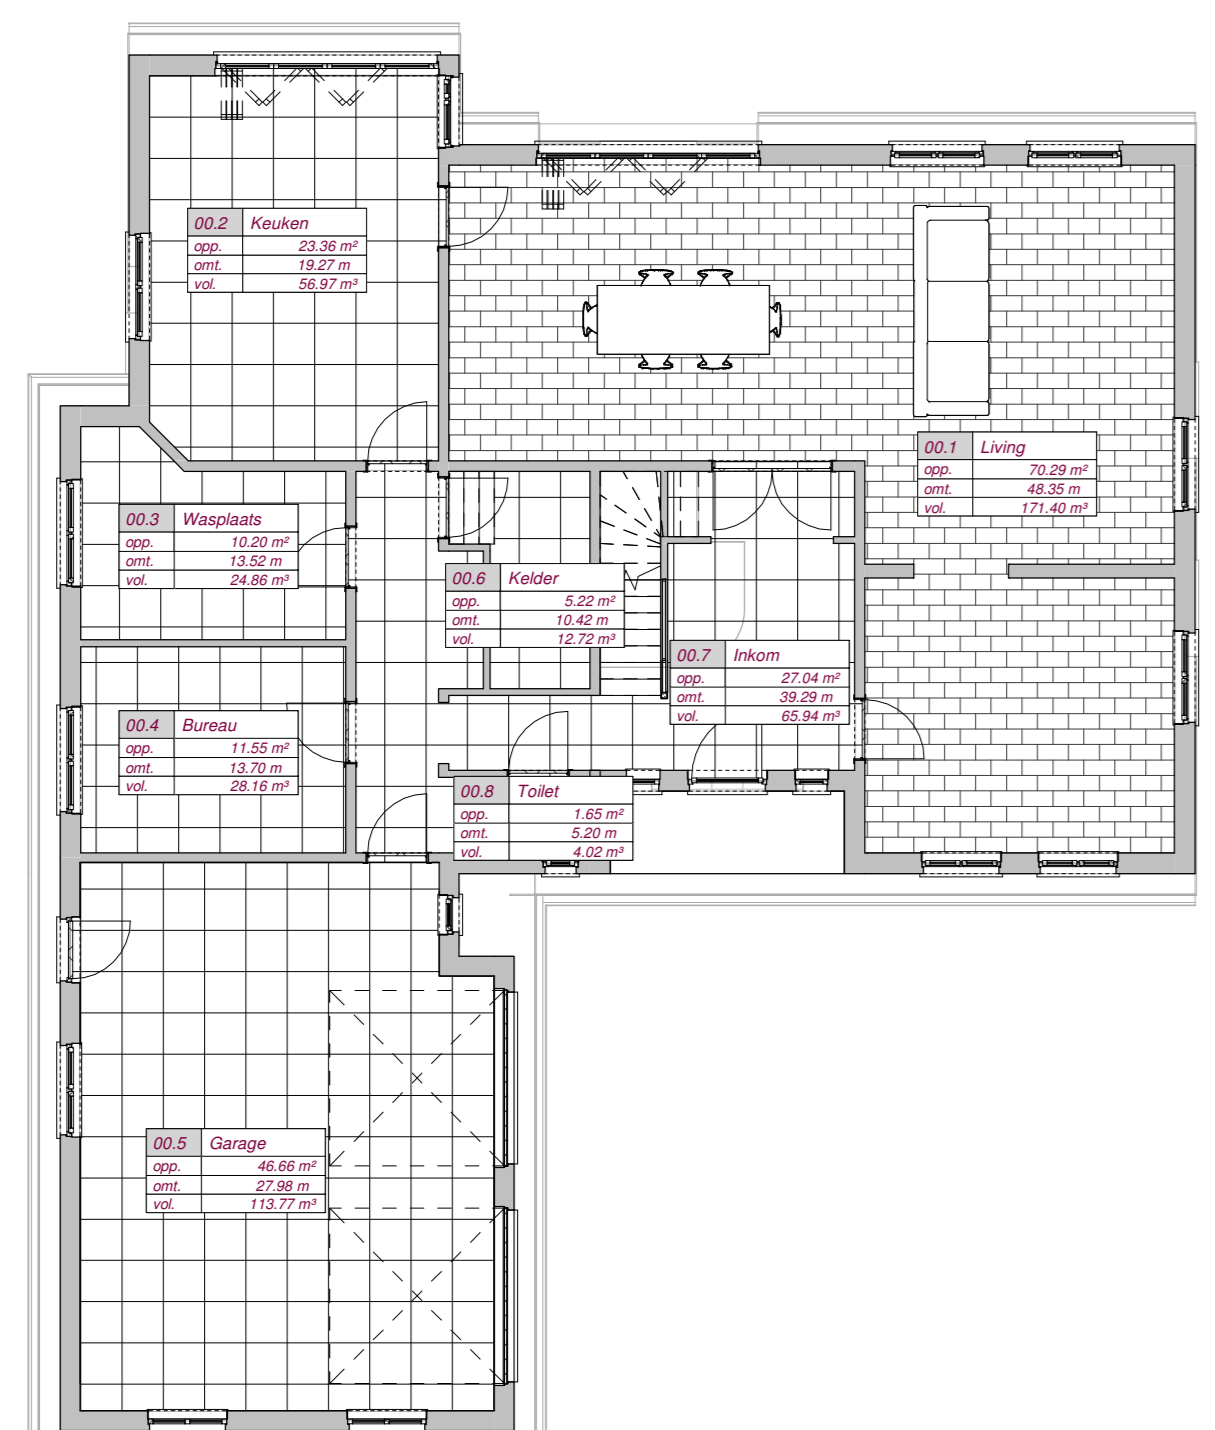 00.2 Keuken
opp. 23.36 m²
omt. 19.27 m
vol. 56.97 m³
00.1 Living
opp. 70.29 m²
omt. 48.35 m
vol. 171.40 m³
00.3 Wasplaats
opp. 10.20 m²
omt. 13.52 m
vol. 24.86 m³
00.6 Kelder
opp. 5.22 m²
omt. 10.42 m
vol. 12.72 m³
00.7 Inkom
opp. 27.04 m²
omt. 39.29 m
vol. 65.94 m³
00.4 Bureau
opp. 11.55 m²
omt. 13.70 m
vol. 28.16 m³
00.8 Toilet
opp. 1.65 m²
omt. 5.20 m
vol. 4.02 m³
00.5 Garage
opp. 46.66 m²
omt. 27.98 m
vol. 113.77 m³